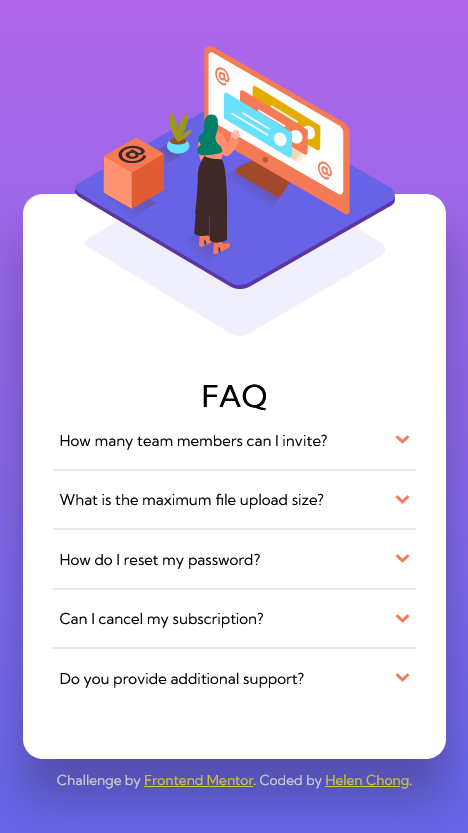 FAQ
How many team members can I invite?
What is the maximum file upload size?
How do I reset my password?
Can I cancel my subscription?
Do you provide additional support?
Challenge by Frontend Mentor. Coded by Helen Chong.